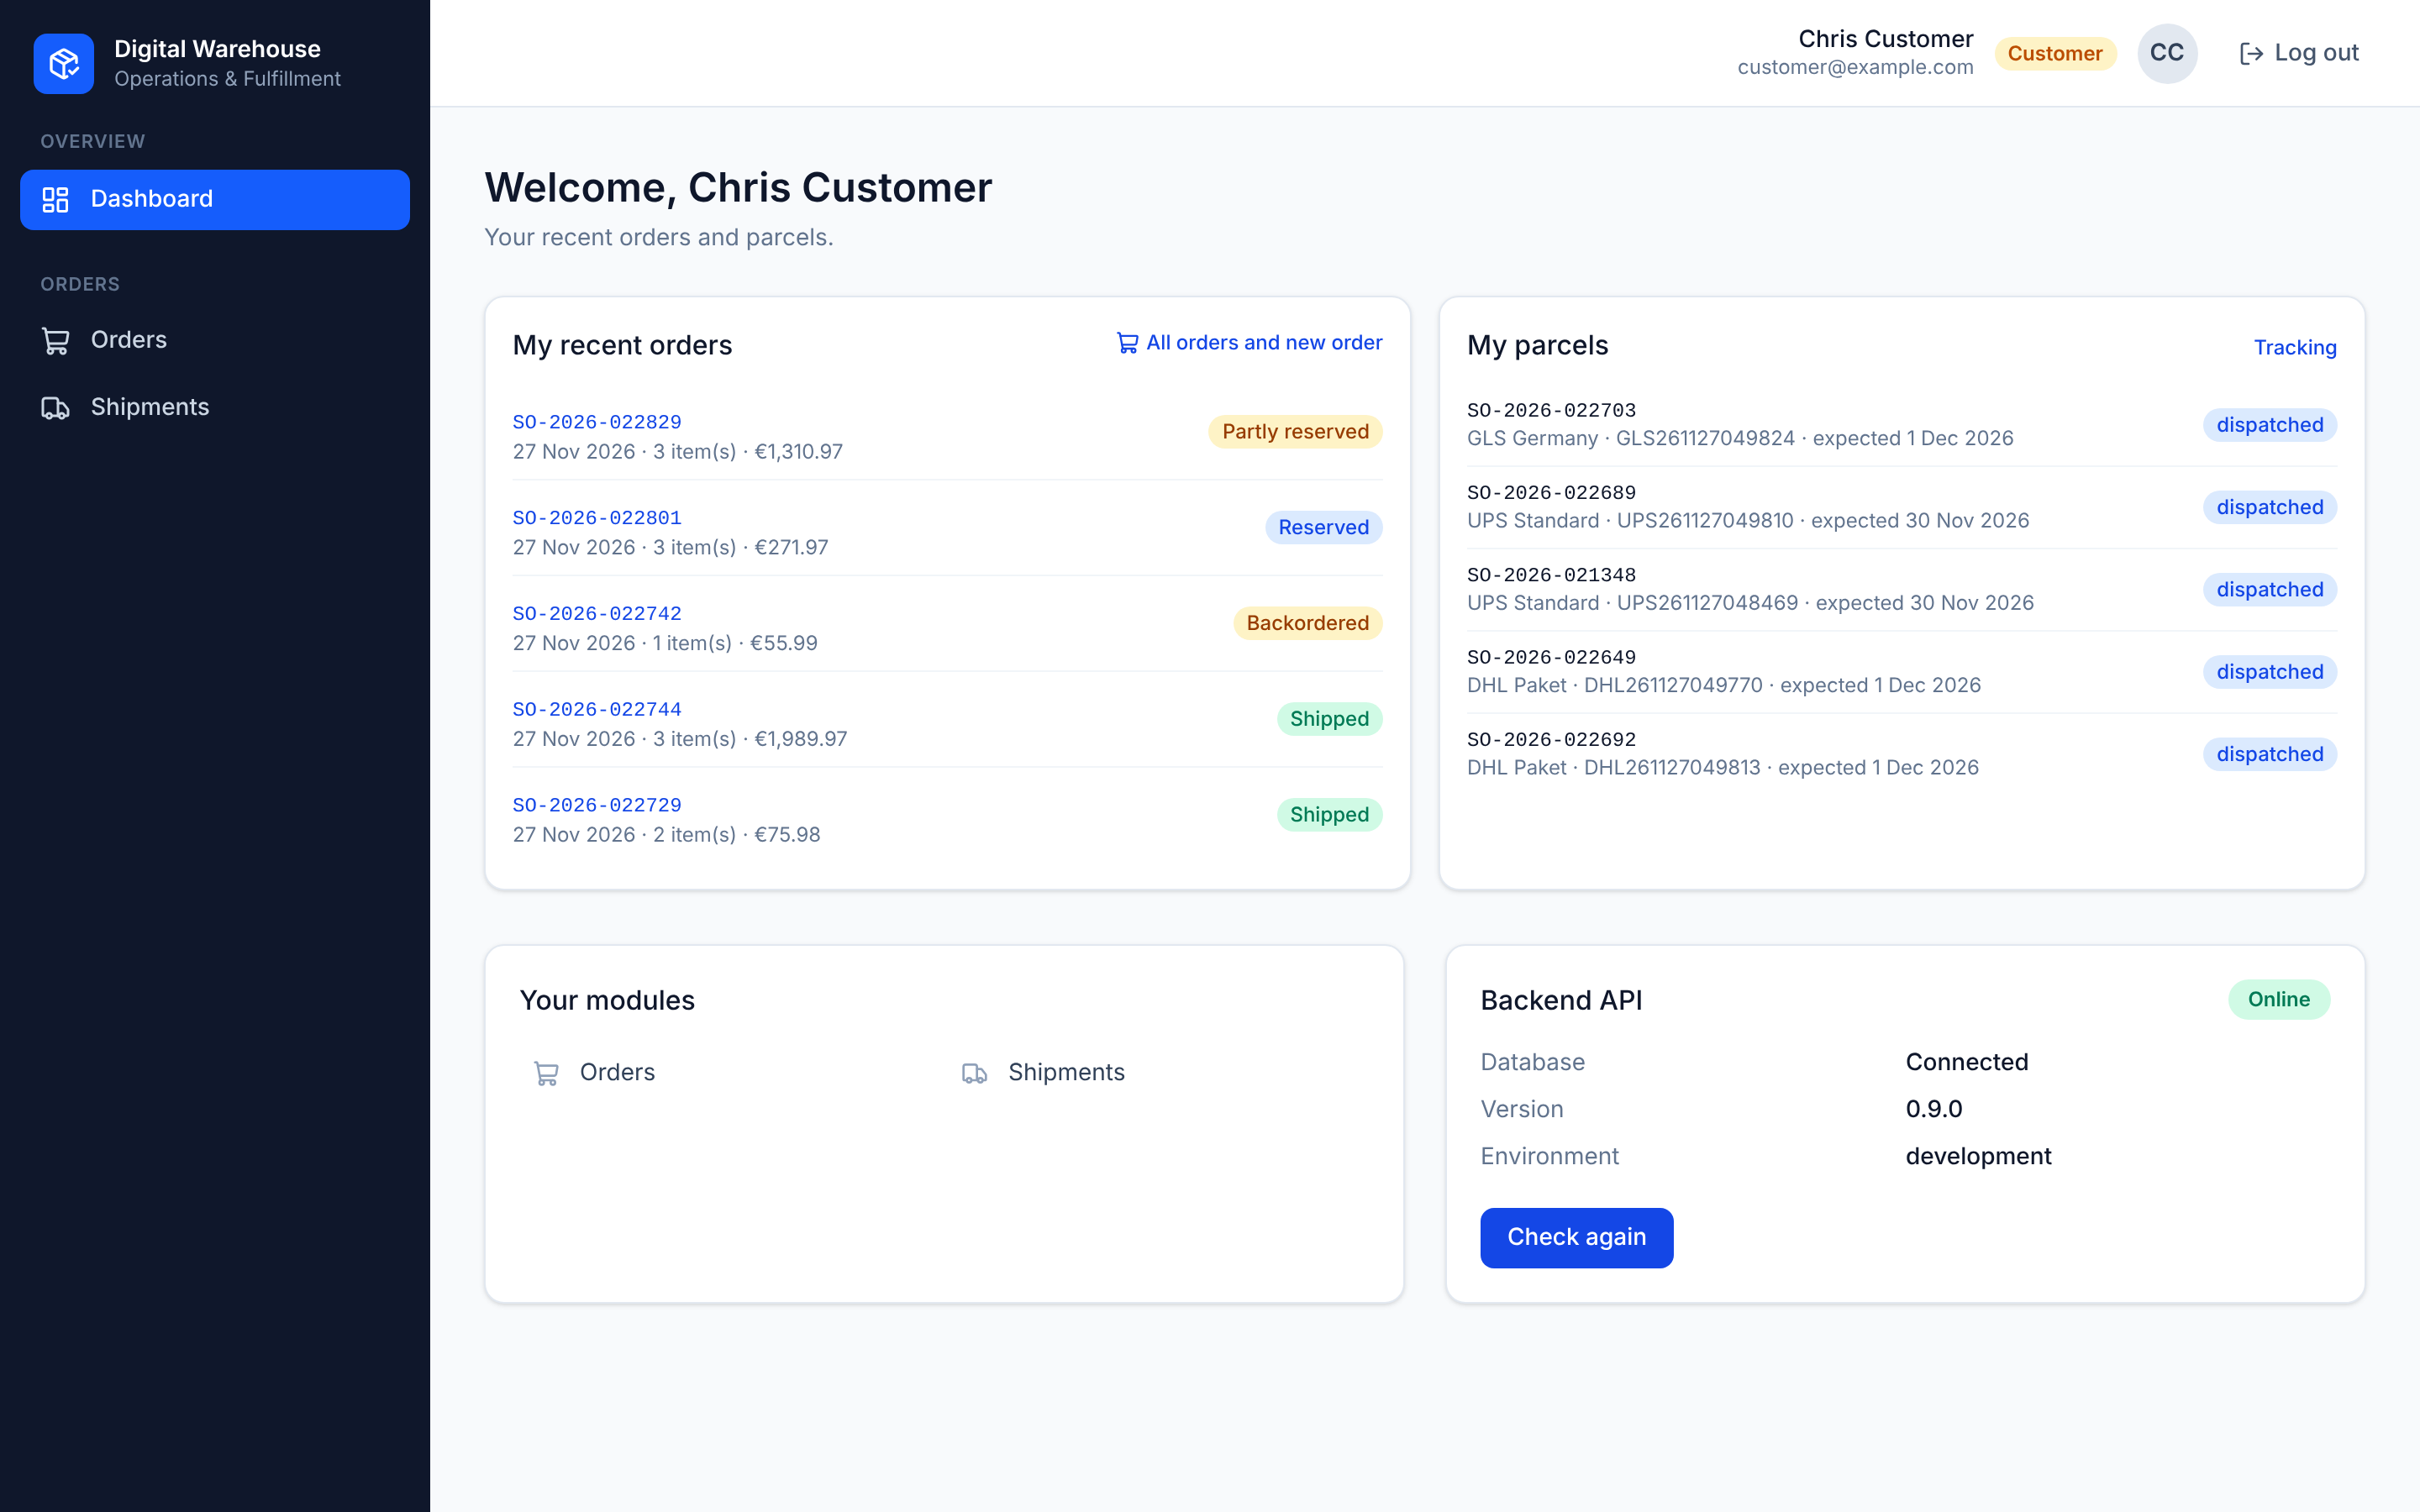 Digital Warehouse
Operations & Fulfillment
OVERVIEW
Dashboard
ORDERS
Orders
Shipments
Chris Customer
customer@example.com
Customer
CC
Log out
Welcome, Chris Customer
Your recent orders and parcels.
My recent orders
All orders and new order
SO-2026-022829
27 Nov 2026 · 3 item(s) · €1,310.97
Partly reserved
SO-2026-022801
27 Nov 2026 · 3 item(s) · €271.97
Reserved
SO-2026-022742
27 Nov 2026 · 1 item(s) · €55.99
Backordered
SO-2026-022744
27 Nov 2026 · 3 item(s) · €1,989.97
Shipped
SO-2026-022729
27 Nov 2026 · 2 item(s) · €75.98
Shipped
My parcels
Tracking
SO-2026-022703
GLS Germany · GLS261127049824 · expected 1 Dec 2026
dispatched
SO-2026-022689
UPS Standard · UPS261127049810 · expected 30 Nov 2026
dispatched
SO-2026-021348
UPS Standard · UPS261127048469 · expected 30 Nov 2026
dispatched
SO-2026-022649
DHL Paket · DHL261127049770 · expected 1 Dec 2026
dispatched
SO-2026-022692
DHL Paket · DHL261127049813 · expected 1 Dec 2026
dispatched
Your modules
Orders
Shipments
Backend API
Online
Database Connected
Version 0.9.0
Environment development
Check again